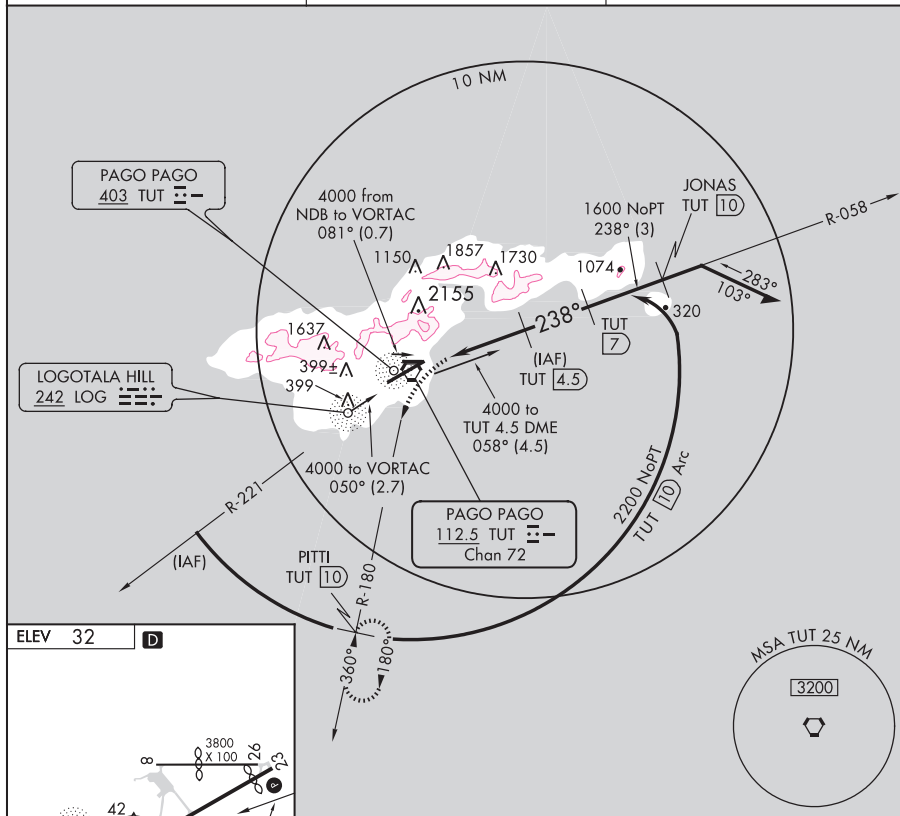 10 NM
PAGO PAGO
403 TUT
4000 from
NDB to VORTAC
081° (0.7)
1150
1857
1730
2155
1637
399±
399
1600 NoPT
238° (3)
JONAS
TUT 10
R-058
1074
283°
103°
320
238°
TUT
7
(IAF)
TUT 4.5
LOGOTALA HILL
242 LOG
4000 to
TUT 4.5 DME
058° (4.5)
4000 to VORTAC
050° (2.7)
R-221
(IAF)
PAGO PAGO
112.5 TUT
Chan 72
2200 NoPT
TUT 10 Arc
PITTI
TUT 10
R-180
360°
180°
MSA TUT 25 NM
3200
ELEV 32
D
8
3800
X 100
26
23
P
42